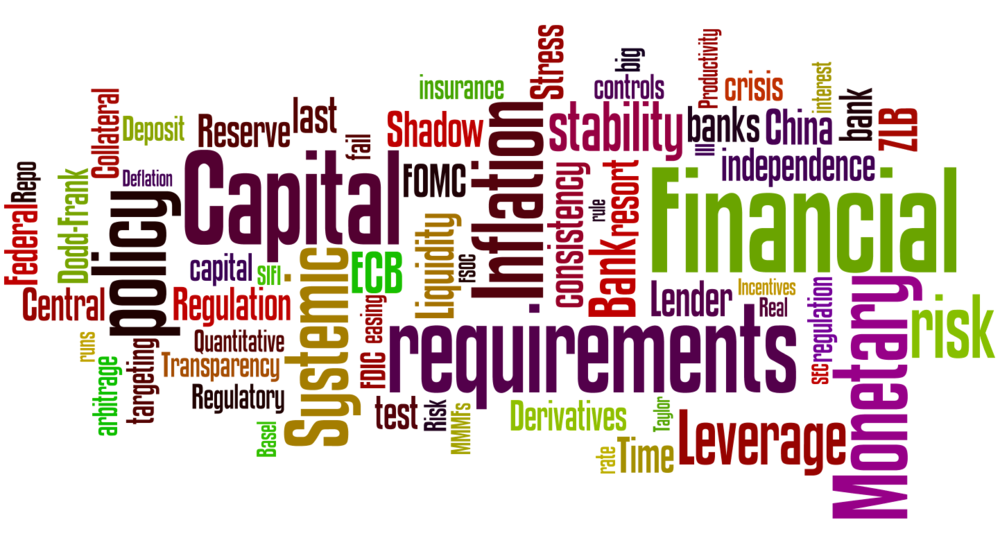 Stress
big
Productivity
insurance
controls
crisis
interest
Collateral
Deposit
Reserve
last
fail
Shadow
Inflation
stability
banks
III
China
bank
ZLB
independence
Repo
Federal
Dodd-Frank
Deflation
policy
Capital
FOMC
consistency
rule
resort
Bank
Financial
capital
SIFI
Systemic
ECB
Liquidity
FSOC
Central
Regulation
easing
Lender
Incentives
Real
regulation
Monetary
risk
runs
arbitrage
targeting
Quantitative
Transparency
Regulatory
FDIC
requirements
SEC
Basel
test
Risk
MMMFs
Derivatives
Taylor
rate
Time
Leverage